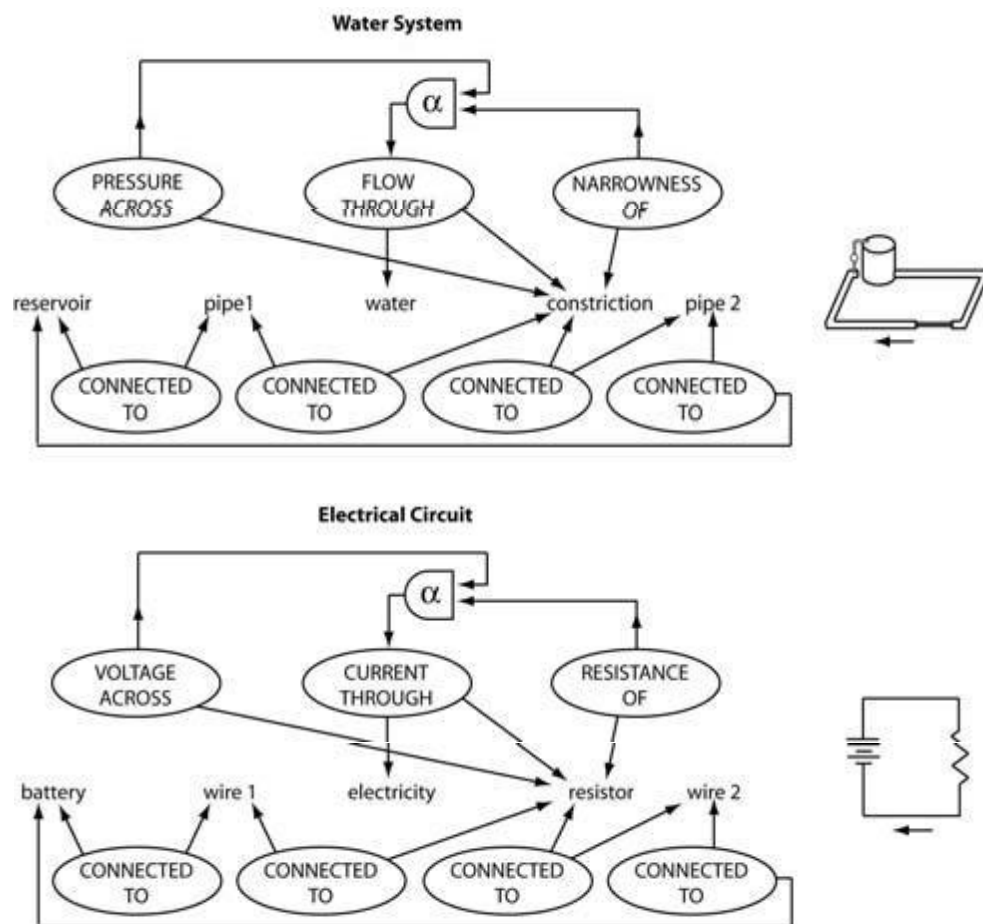 Water System
α
PRESSURE
ACROSS
FLOW
THROUGH
NARROWNESS
OF
reservoir
pipe1
water
constriction
pipe 2
CONNECTED
TO
CONNECTED
TO
CONNECTED
TO
CONNECTED
TO
Electrical Circuit
α
VOLTAGE
ACROSS
CURRENT
THROUGH
RESISTANCE
OF
battery
wire 1
electricity
resistor
wire 2
CONNECTED
TO
CONNECTED
TO
CONNECTED
TO
CONNECTED
TO